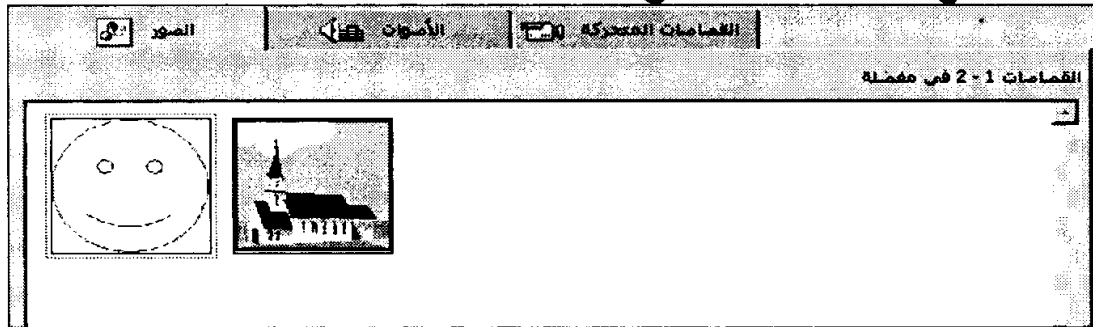 الصور الأصوات القصاصات المتحركة
القصاصات 1 - 2 في مفضلة